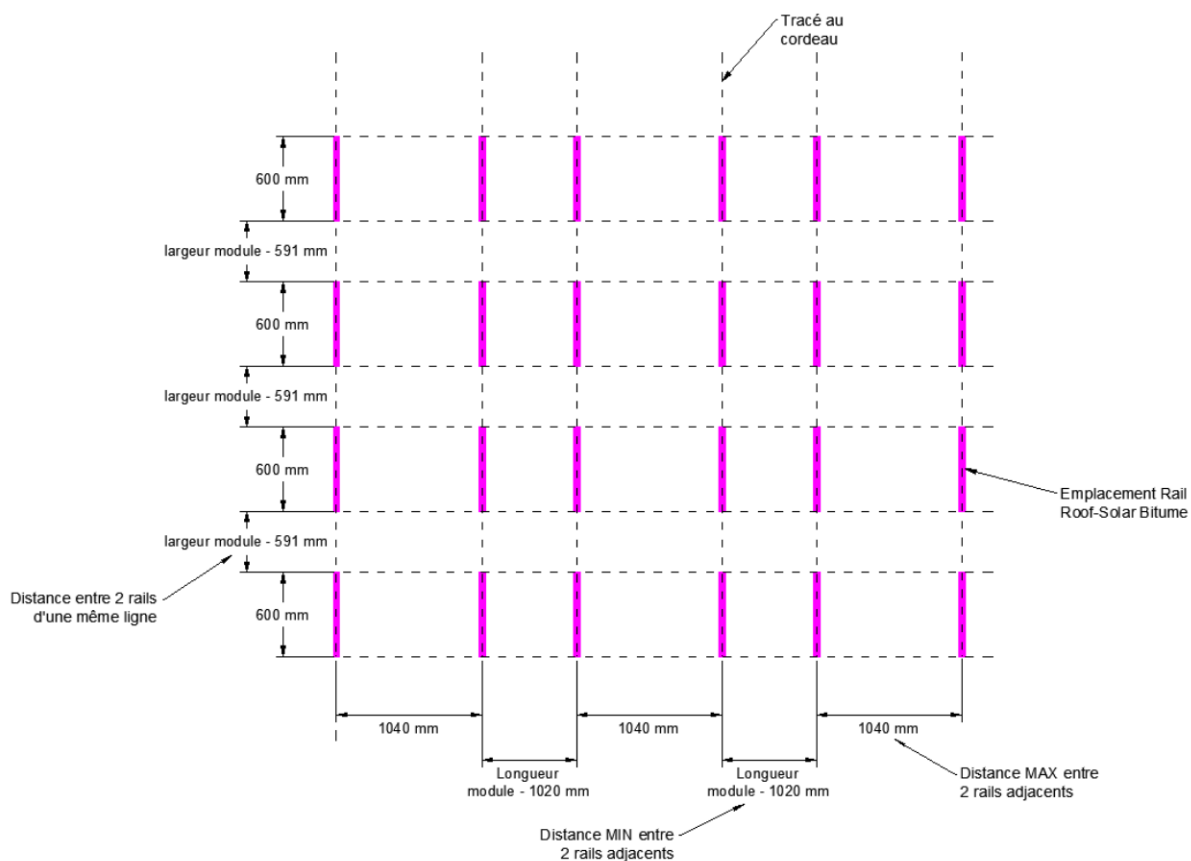 Tracé au
cordeau
600 mm
largeur module - 591 mm
600 mm
largeur module - 591 mm
600 mm
Emplacement Rail
Roof-Solar Bitume
largeur module - 591 mm
Distance entre 2 rails
d'une même ligne
600 mm
1040 mm
1040 mm
1040 mm
Longueur
module - 1020 mm
Longueur
module - 1020 mm
Distance MAX entre
2 rails adjacents
Distance MIN entre
2 rails adjacents